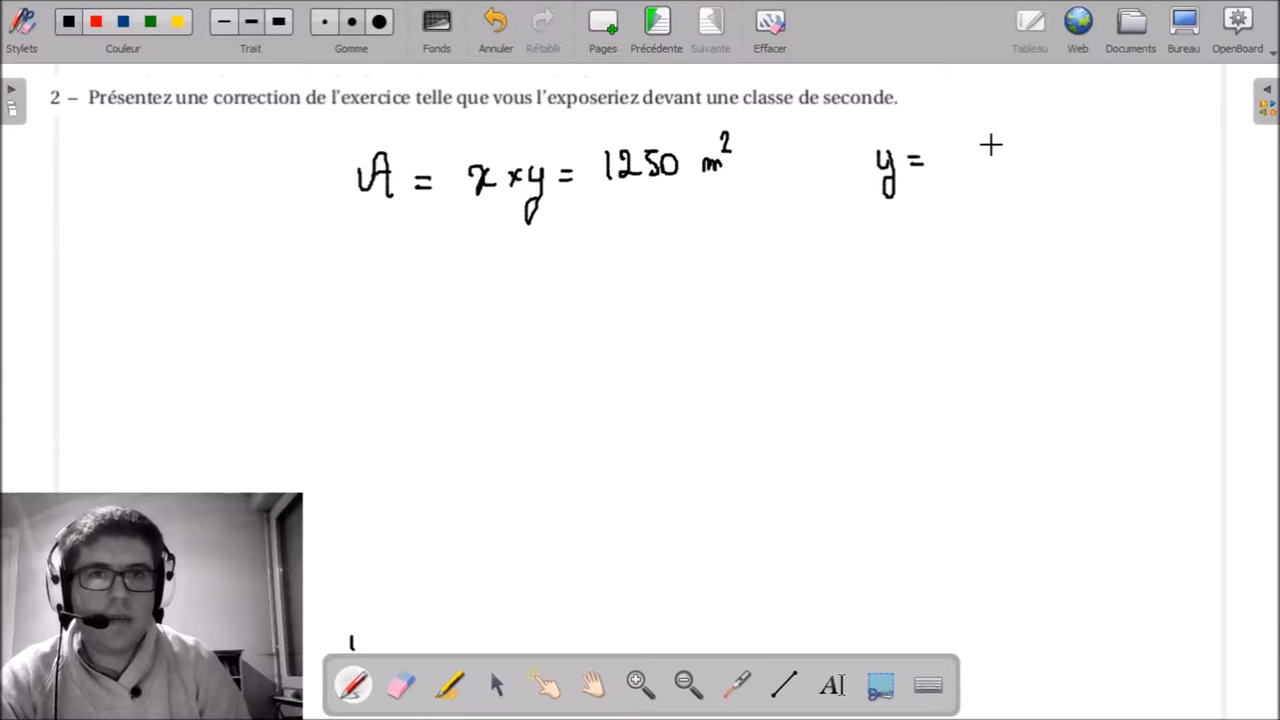 Stylets Couleur Trait Gomme Fonds Annuler Rétablir Pages Précédente Suivante Effacer Tableau Web Documents Bureau OpenBoard
2 – Présentez une correction de l'exercice telle que vous l'exposeriez devant une classe de seconde.
A = x × y = 1250 m² y =
AI